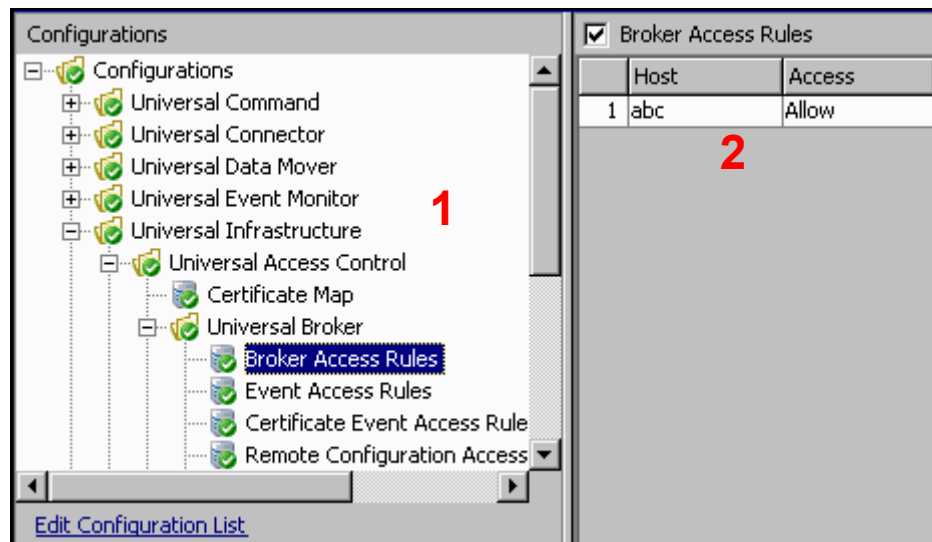 Configurations
Configurations
Universal Command
Universal Connector
Universal Data Mover
Universal Event Monitor
1
Universal Infrastructure
Universal Access Control
Certificate Map
Universal Broker
Broker Access Rules
Event Access Rules
Certificate Event Access Rule
Remote Configuration Access
Edit Configuration List
Broker Access Rules
Host Access
1 abc Allow
2